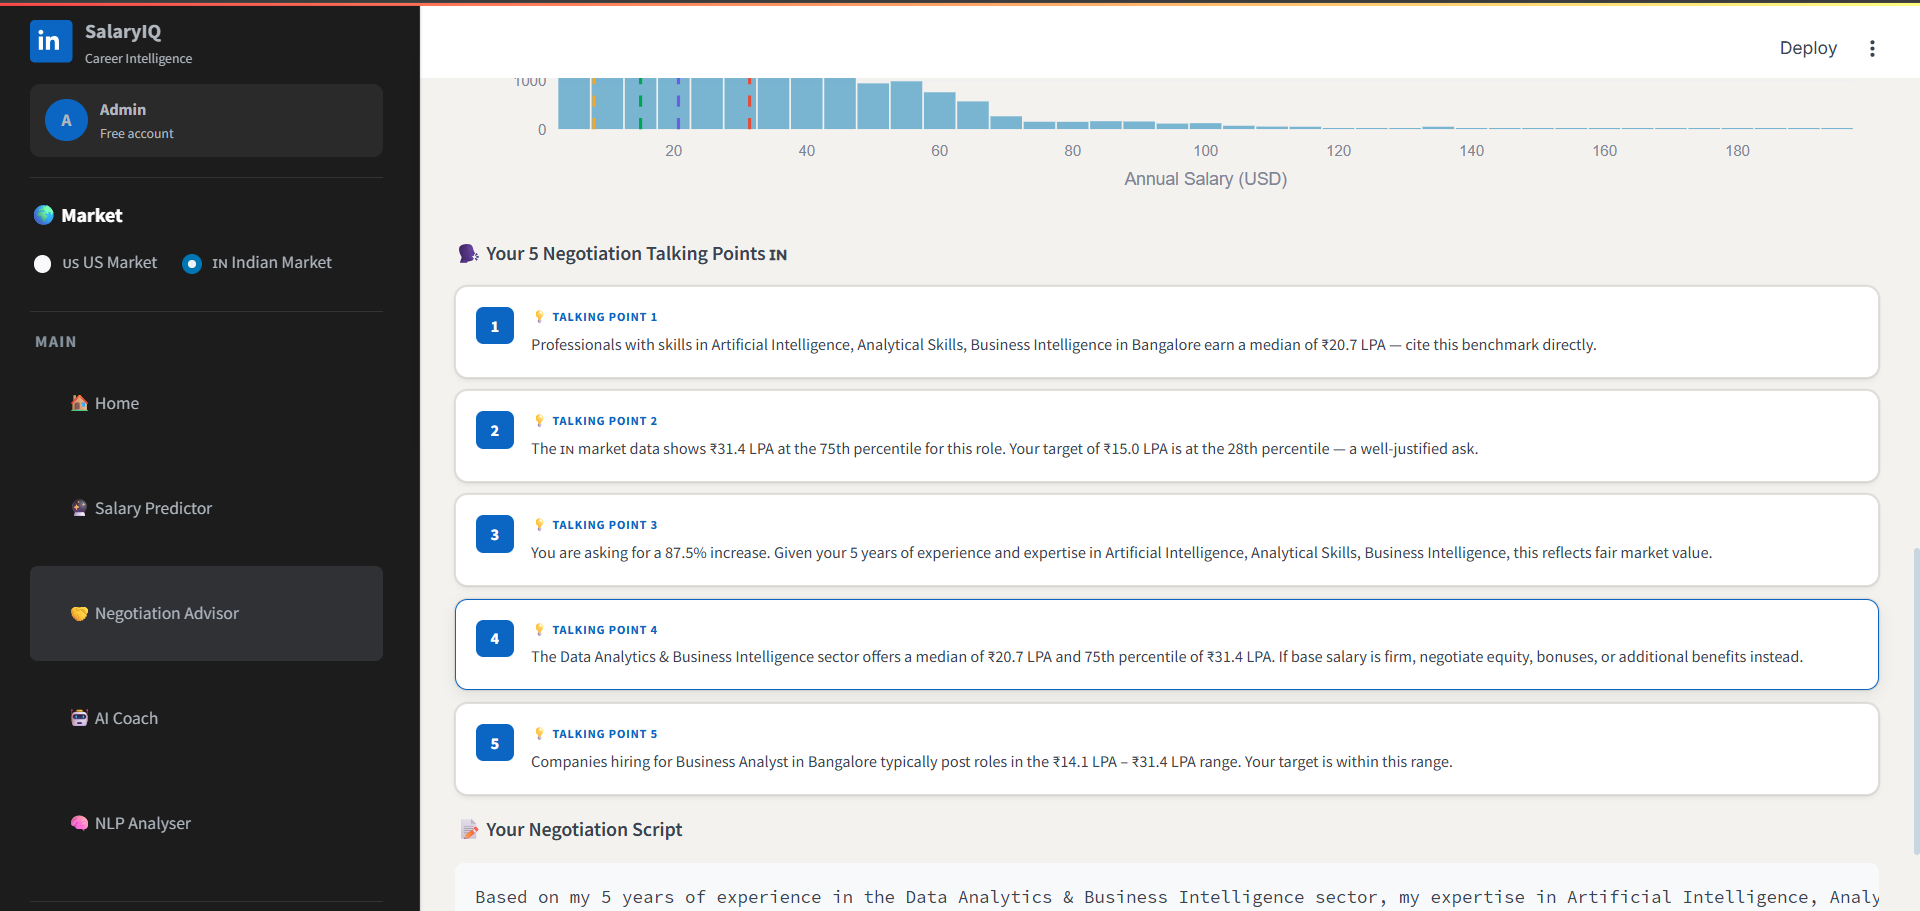 in
SalaryIQ
Career Intelligence
A
Admin
Free account
🌍 Market
US US Market
IN Indian Market
MAIN
🏠 Home
🔮 Salary Predictor
🤝 Negotiation Advisor
🤖 AI Coach
🧠 NLP Analyser
Deploy
1000
0
20 40 60 80 100 120 140 160 180
Annual Salary (USD)
🗣️ Your 5 Negotiation Talking Points IN
1
💡 TALKING POINT 1
Professionals with skills in Artificial Intelligence, Analytical Skills, Business Intelligence in Bangalore earn a median of ₹20.7 LPA — cite this benchmark directly.
2
💡 TALKING POINT 2
The IN market data shows ₹31.4 LPA at the 75th percentile for this role. Your target of ₹15.0 LPA is at the 28th percentile — a well-justified ask.
3
💡 TALKING POINT 3
You are asking for a 87.5% increase. Given your 5 years of experience and expertise in Artificial Intelligence, Analytical Skills, Business Intelligence, this reflects fair market value.
4
💡 TALKING POINT 4
The Data Analytics & Business Intelligence sector offers a median of ₹20.7 LPA and 75th percentile of ₹31.4 LPA. If base salary is firm, negotiate equity, bonuses, or additional benefits instead.
5
💡 TALKING POINT 5
Companies hiring for Business Analyst in Bangalore typically post roles in the ₹14.1 LPA – ₹31.4 LPA range. Your target is within this range.
📝 Your Negotiation Script
Based on my 5 years of experience in the Data Analytics & Business Intelligence sector, my expertise in Artificial Intelligence, Analy